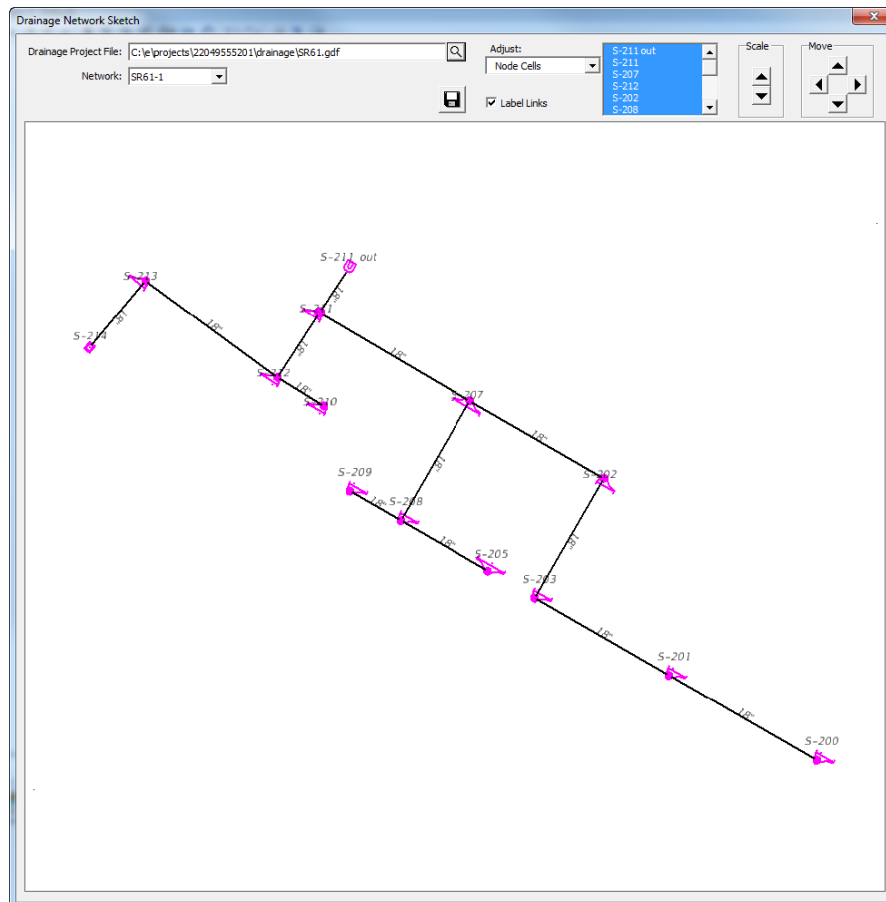 Drainage Network Sketch
Drainage Project File: C:\e\projects\22049555201\drainage\SR61.gdf
Network: SR61-1
Adjust:
Node Cells
Label Links
S-211 out
S-211
S-207
S-212
S-202
S-208
Scale
Move
S-211 out
S-213
18"
S-211
18"
18"
S-214
18"
18"
18"
S-212
18"
S-207
S-210
18"
S-209
18"
S-202
18"
S-208
18"
18"
S-205
S-203
18"
S-201
18"
S-200